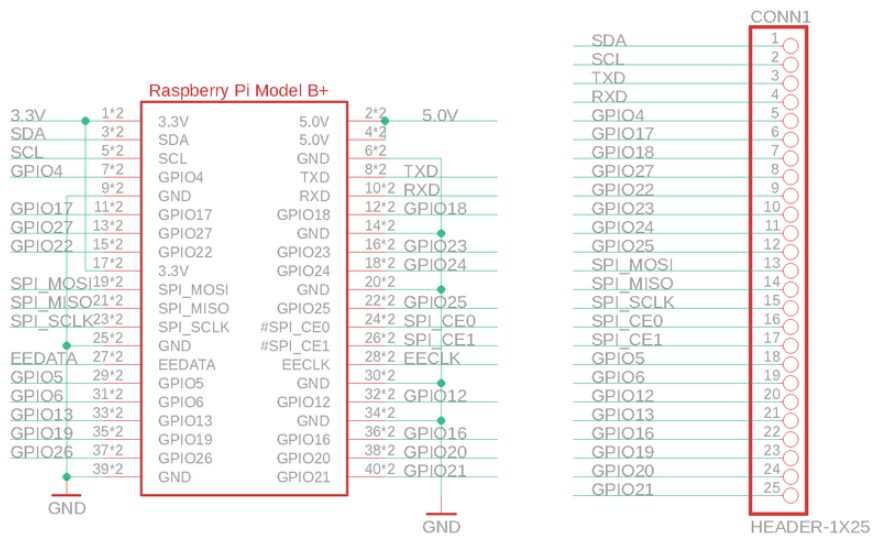 CONN1
Raspberry Pi Model B+
3.3V 1*2 3.3V 5.0V 2*2 5.0V
SDA 3*2 SDA 5.0V 4*2
SCL 5*2 SCL GND 6*2
GPIO4 7*2 GPIO4 TXD 8*2 TXD
9*2 GND RXD 10*2 RXD
GPIO17 11*2 GPIO17 GPIO18 12*2 GPIO18
GPIO27 13*2 GPIO27 GND 14*2
GPIO22 15*2 GPIO22 GPIO23 16*2 GPIO23
17*2 3.3V GPIO24 18*2 GPIO24
SPI_MOSI 19*2 SPI_MOSI GND 20*2
SPI_MISO 21*2 SPI_MISO GPIO25 22*2 GPIO25
SPI_SCLK 23*2 SPI_SCLK #SPI_CE0 24*2 SPI_CE0
25*2 GND #SPI_CE1 26*2 SPI_CE1
EEDATA 27*2 EEDATA EECLK 28*2 EECLK
GPIO5 29*2 GPIO5 GND 30*2
GPIO6 31*2 GPIO6 GPIO12 32*2 GPIO12
GPIO13 33*2 GPIO13 GND 34*2
GPIO19 35*2 GPIO19 GPIO16 36*2 GPIO16
GPIO26 37*2 GPIO26 GPIO20 38*2 GPIO20
39*2 GND GPIO21 40*2 GPIO21
GND
GND
SDA 1
SCL 2
TXD 3
RXD 4
GPIO4 5
GPIO17 6
GPIO18 7
GPIO27 8
GPIO22 9
GPIO23 10
GPIO24 11
GPIO25 12
SPI_MOSI 13
SPI_MISO 14
SPI_SCLK 15
SPI_CE0 16
SPI_CE1 17
GPIO5 18
GPIO6 19
GPIO12 20
GPIO13 21
GPIO16 22
GPIO19 23
GPIO20 24
GPIO21 25
HEADER-1X25